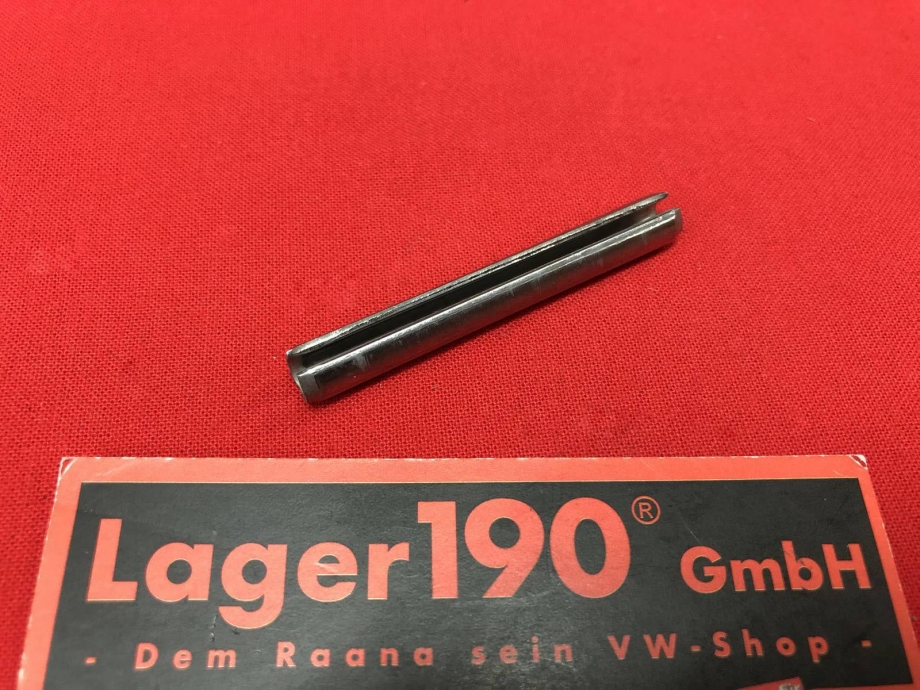 Lager190® GmbH
- Dem Raana sein VW-Shop -